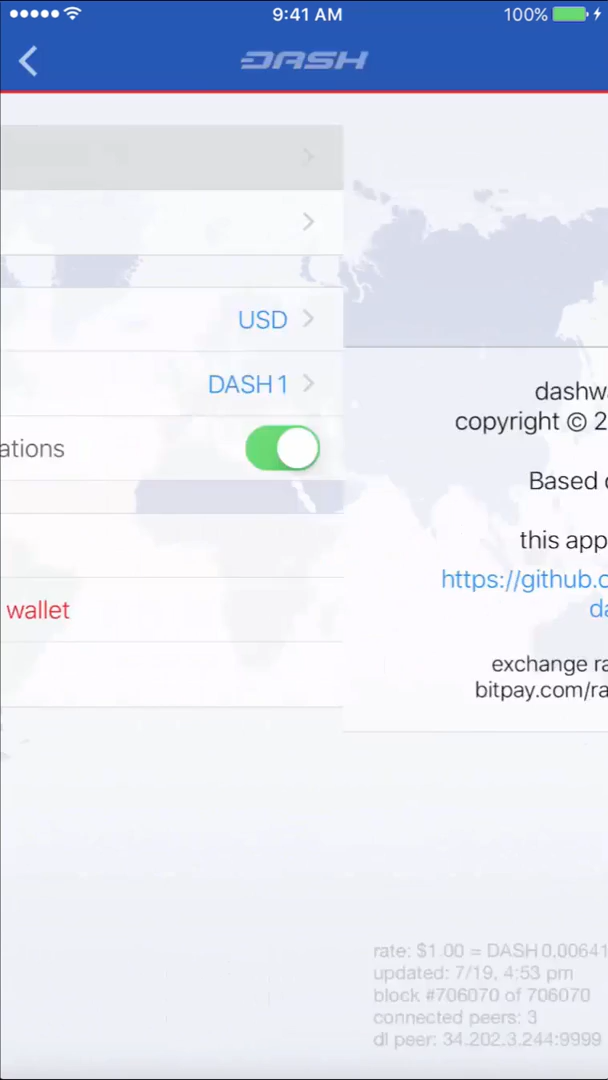 9:41 AM
100%
DASH
USD
DASH 1
ations
wallet
dashwa
copyright © 2
Based
this app
https://github.c
da
exchange ra
bitpay.com/ra
rate: $1.00 = DASH 0.00641
updated: 7/19, 4:53 pm
block #706070 of 706070
connected peers: 3
dl peer: 34.202.3.244:9999